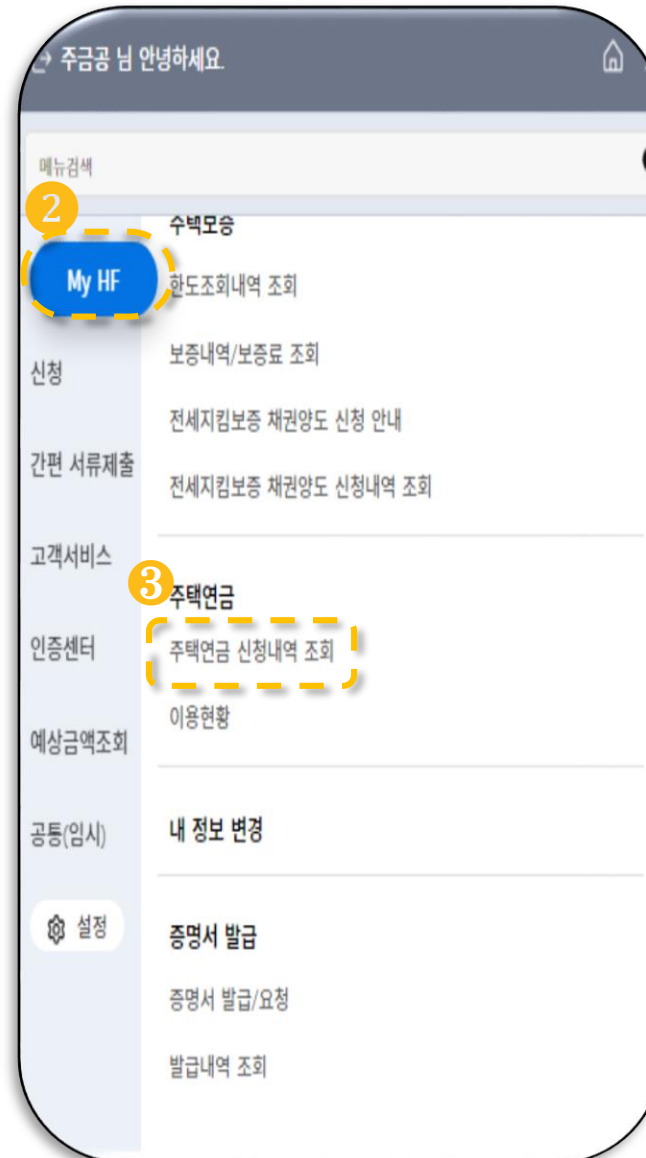 주금공 님 안녕하세요.
메뉴검색
2
My HF
신청
간편 서류제출
고객서비스
인증센터
예상금액조회
공통(임시)
설정
한도조회내역 조회
보증내역/보증료 조회
전세지킴보증 채권양도 신청 안내
전세지킴보증 채권양도 신청내역 조회
3
주택연금
주택연금 신청내역 조회
이용현황
내 정보 변경
증명서 발급
증명서 발급/요청
발급내역 조회